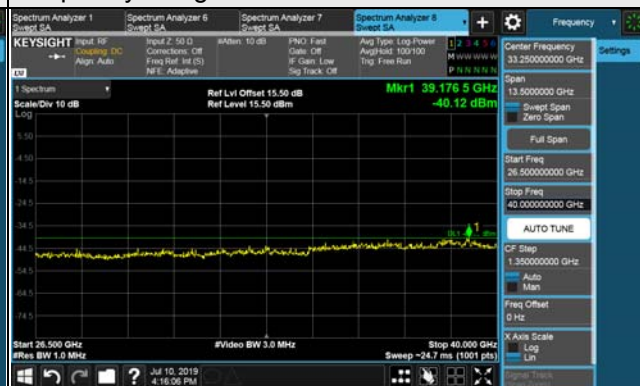 Spectrum Analyzer 1
Swept SA
Spectrum Analyzer 6
Swept SA
Spectrum Analyzer 7
Swept SA
Spectrum Analyzer 8
Swept SA
+
Frequency
KEYSIGHT
Input: RF
Coupling: DC
Align: Auto
Input Z: 50 Ω
Corrections: Off
Freq Ref: Int (S)
NFE: Adaptive
#Atten: 10 dB
PNO: Fast
Gate: Off
IF Gain: Low
Sig Track: Off
Avg Type: Log-Power
Avg|Hold: 100/100
Trig: Free Run
1 2 3 4 5 6
M W W W W W
P N N N N N
LXI
1 Spectrum
Scale/Div 10 dB
Log
Ref Lvl Offset 15.50 dB
Ref Level 15.50 dBm
Mkr1 39.176 5 GHz
-40.12 dBm
5.50
-4.50
-14.5
-24.5
-34.5
-44.5
-54.5
-64.5
-74.5
1
Start 26.500 GHz
#Res BW 1.0 MHz
#Video BW 3.0 MHz
Stop 40.000 GHz
Sweep ~24.7 ms (1001 pts)
Jul 10, 2019
4:16:06 PM
Center Frequency
33.250000000 GHz
Settings
Span
13.5000000 GHz
Swept Span
Zero Span
Full Span
Start Freq
26.500000000 GHz
Stop Freq
40.000000000 GHz
AUTO TUNE
CF Step
1.350000000 GHz
Auto
Man
Freq Offset
0 Hz
X Axis Scale
Log
Lin
Signal Track